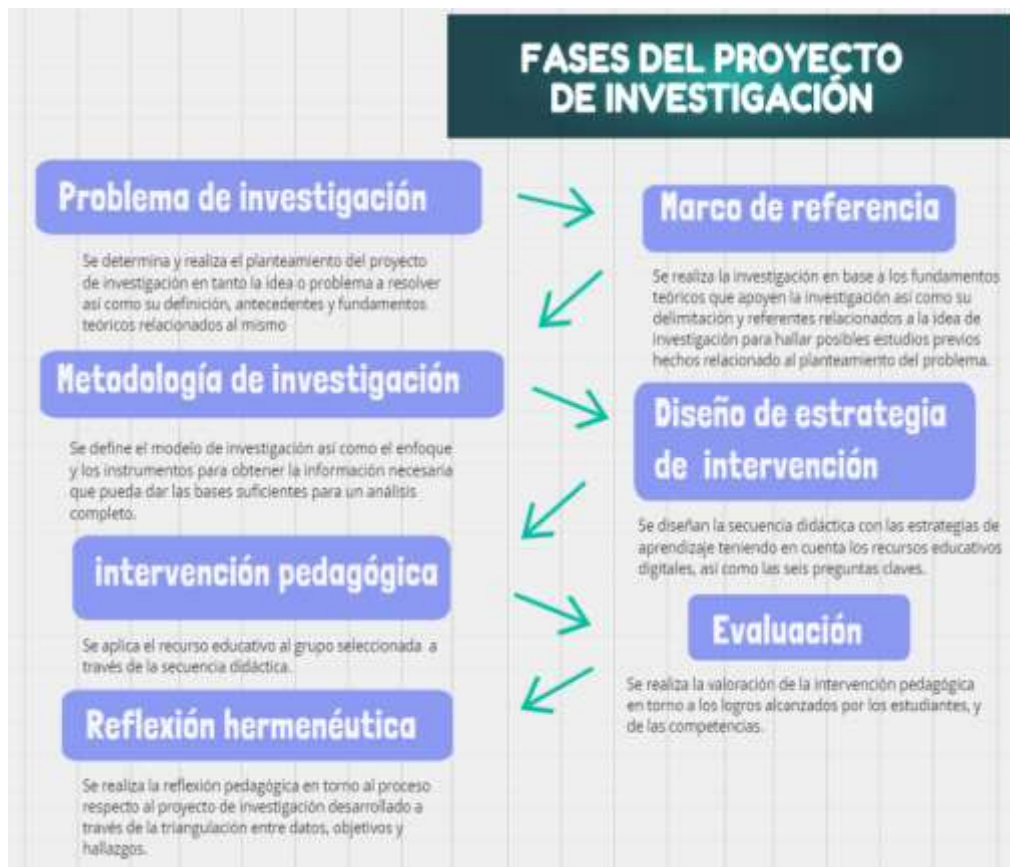 FASES DEL PROYECTO
DE INVESTIGACIÓN
Problema de investigación
Se determina y realiza el planteamiento del proyecto
de investigación en tanto la idea o problema a resolver
así como su definición, antecedentes y fundamentos
teóricos relacionados al mismo
Marco de referencia
Se realiza la investigación en base a los fundamentos
teóricos que apoyen la investigación así como su
delimitación y referentes relacionados a la idea de
investigación para hallar posibles estudios previos
hechos relacionado al planteamiento del problema.
Metodología de investigación
Se define el modelo de investigación así como el enfoque
y los instrumentos para obtener la información necesaria
que pueda dar las bases suficientes para un análisis
completo.
Diseño de estrategia
de intervención
Se diseñan la secuencia didáctica con las estrategias de
aprendizaje teniendo en cuenta los recursos educativos
digitales, así como las seis preguntas claves.
intervención pedagógica
Se aplica el recurso educativo al grupo seleccionada a
través de la secuencia didáctica.
Evaluación
Se realiza la valoración de la intervención pedagógica
en torno a los logros alcanzados por los estudiantes, y
de las competencias.
Reflexión hermenéutica
Se realiza la reflexión pedagógica en torno al proceso
respecto al proyecto de investigación desarrollado a
través de la triangulación entre datos, objetivos y
hallazgos.